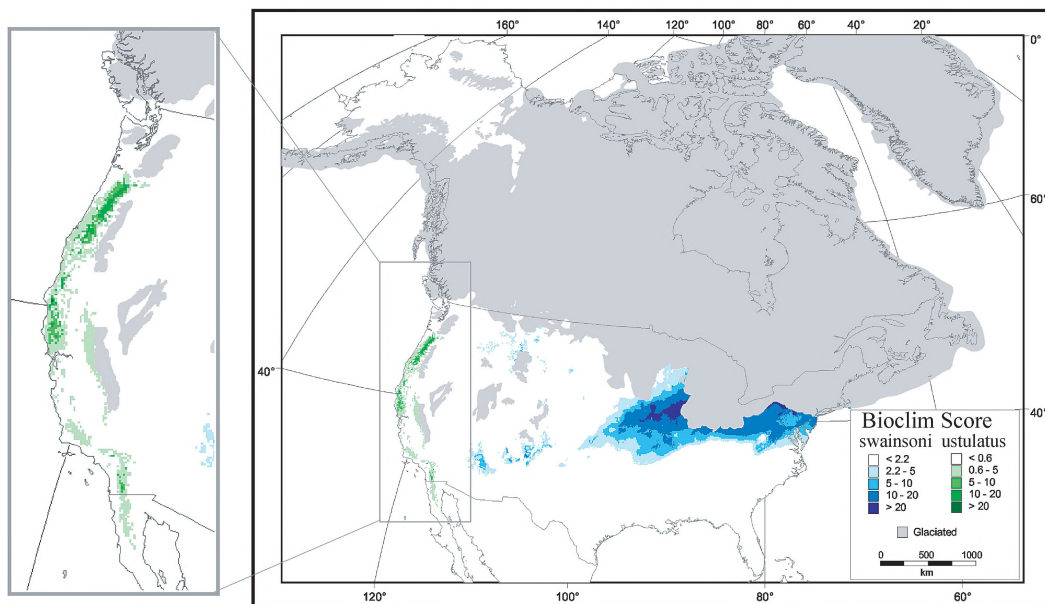 160°
140° 120° 100° 80° 60° 40° 20°
0°
60°
40°
40°
Bioclim Score
swainsoni ustulatus
< 2.2 < 0.6
2.2 - 5 0.6 - 5
5 - 10 5 - 10
10 - 20 10 - 20
> 20 > 20
Glaciated
0 500 1000
km
120° 100° 80° 60°